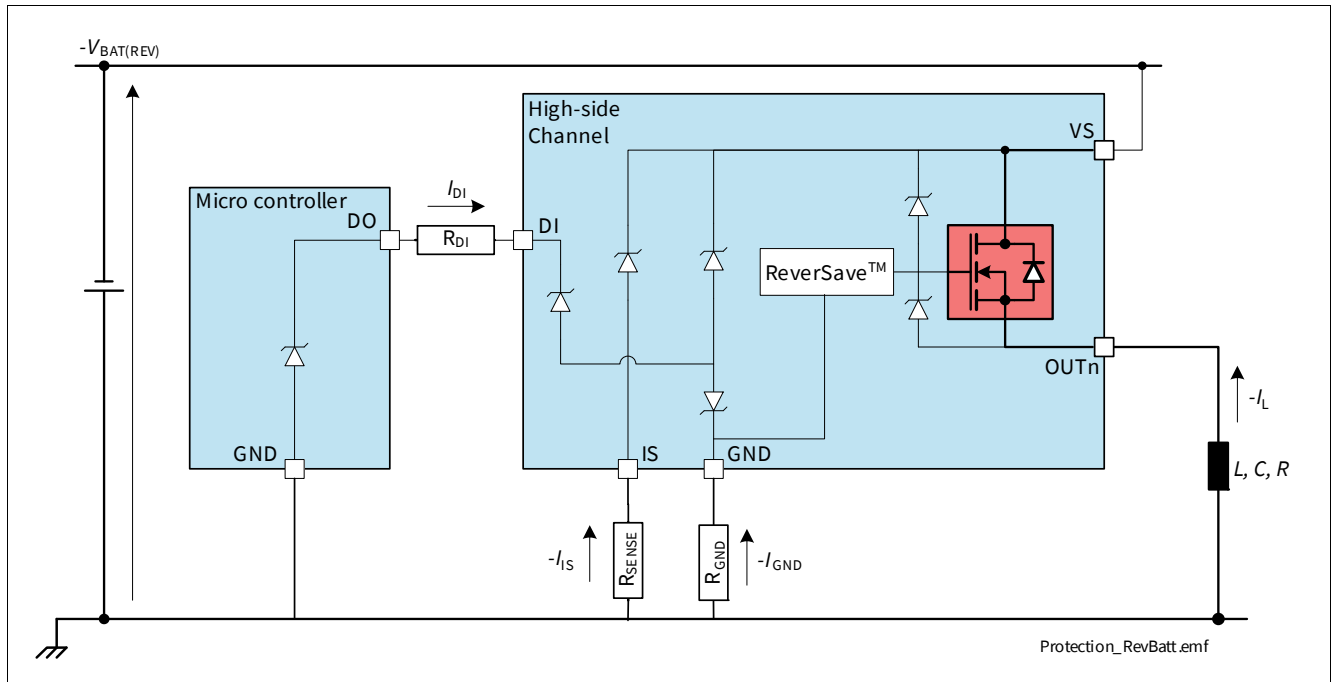 -VBAT(REV)
High-side
Channel
VS
Micro controller
DO
IDI
RDI
DI
ReverSave™
OUTn
-IL
GND
IS
GND
L, C, R
-IIS
RSENSE
RGND
-IGND
Protection_RevBatt.emf